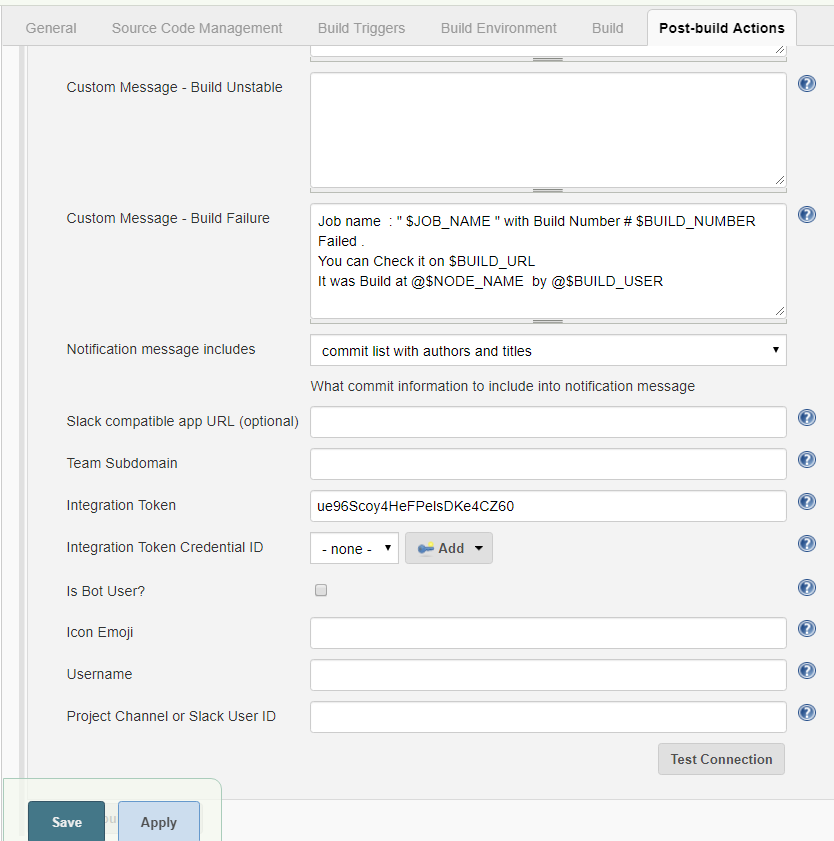 General Source Code Management Build Triggers Build Environment Build Post-build Actions
Custom Message - Build Unstable
Custom Message - Build Failure
Job name  : " $JOB_NAME " with Build Number # $BUILD_NUMBER
Failed .
You can Check it on $BUILD_URL
It was Build at @$NODE_NAME  by @$BUILD_USER
Notification message includes
commit list with authors and titles
What commit information to include into notification message
Slack compatible app URL (optional)
Team Subdomain
Integration Token
ue96Scoy4HeFPelsDKe4CZ60
Integration Token Credential ID
- none -
Add
Is Bot User?
Icon Emoji
Username
Project Channel or Slack User ID
Test Connection
Save
Apply